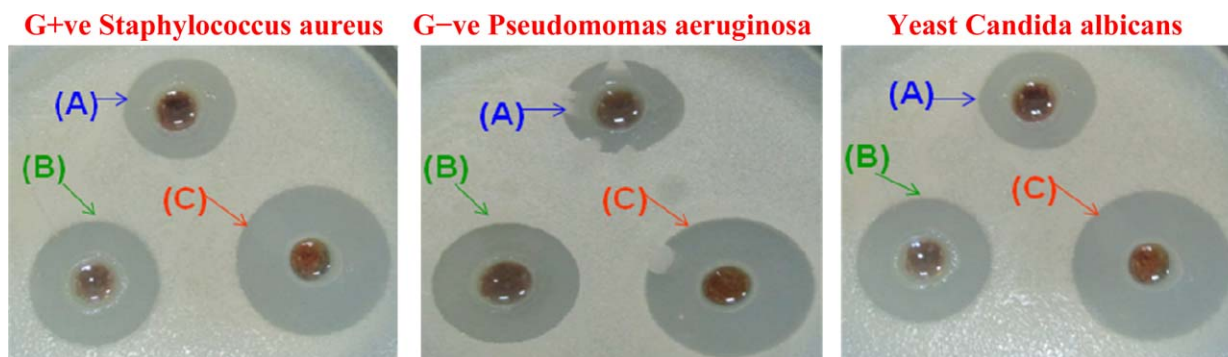 G+ve Staphylococcus aureus
(A)
(B)
(C)
G−ve Pseudomomas aeruginosa
(A)
(B)
(C)
Yeast Candida albicans
(A)
(B)
(C)